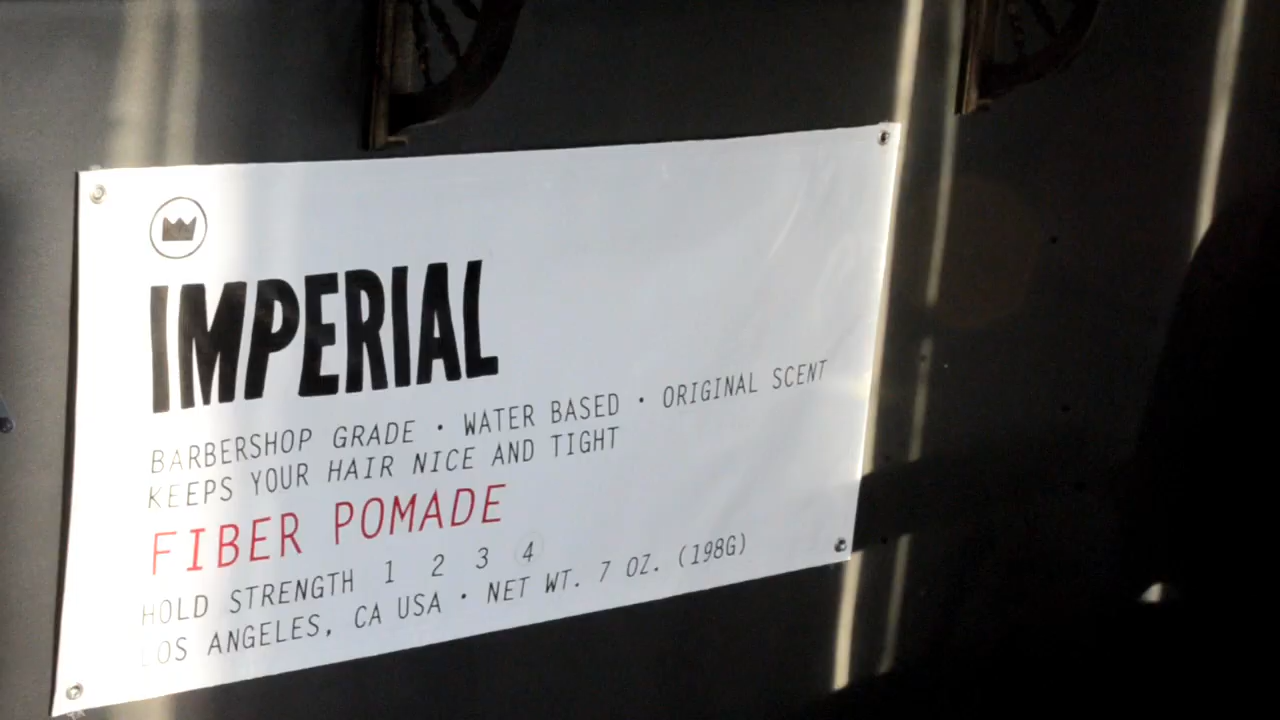 IMPERIAL
BARBERSHOP GRADE · WATER BASED · ORIGINAL SCENT
KEEPS YOUR HAIR NICE AND TIGHT
FIBER POMADE
HOLD STRENGTH 1 2 3 4
LOS ANGELES, CA USA · NET WT. 7 OZ. (198G)